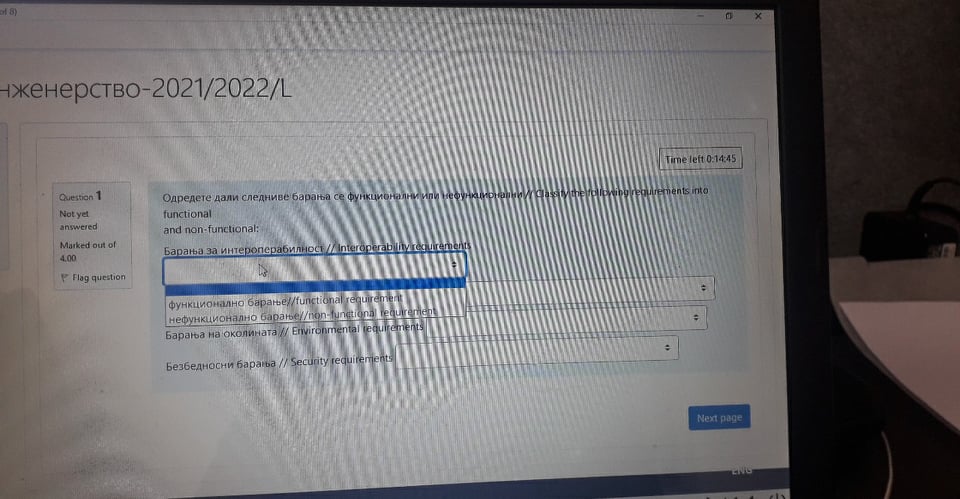 ol 8)
нженерство-2021/2022/L
Time left 0:14:45
Question 1
Not yet
answered
Marked out of
4.00
Flag question
Одредете дали следниве барања се функционални или нефункционални // Classify the following requirements into
functional
and non-functional:
Барања за интероперабилност // Interoperability requirements
функционално барање//functional requirement
нефункционално барање//non-functional requirement
Барања на околината // Environmental requirements
Безбедносни барања // Security requirements
Next page
ENG